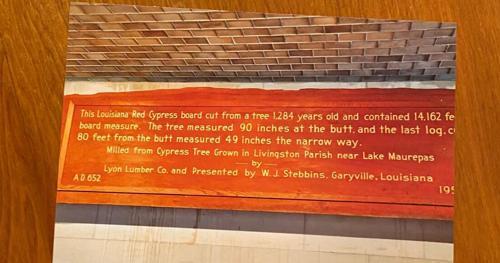 This Louisiana Red Cypress board cut from a tree 1,284 years old and contained 14,162 fe
board measure. The tree measured 90 inches at the butt, and the last log, c
80 feet from the butt measured 49 inches the narrow way.
Milled from Cypress Tree Grown in Livingston Parish near Lake Maurepas
— by —
Lyon Lumber Co. and Presented by W. J. Stebbins, Garyville, Louisiana
A D 652
195